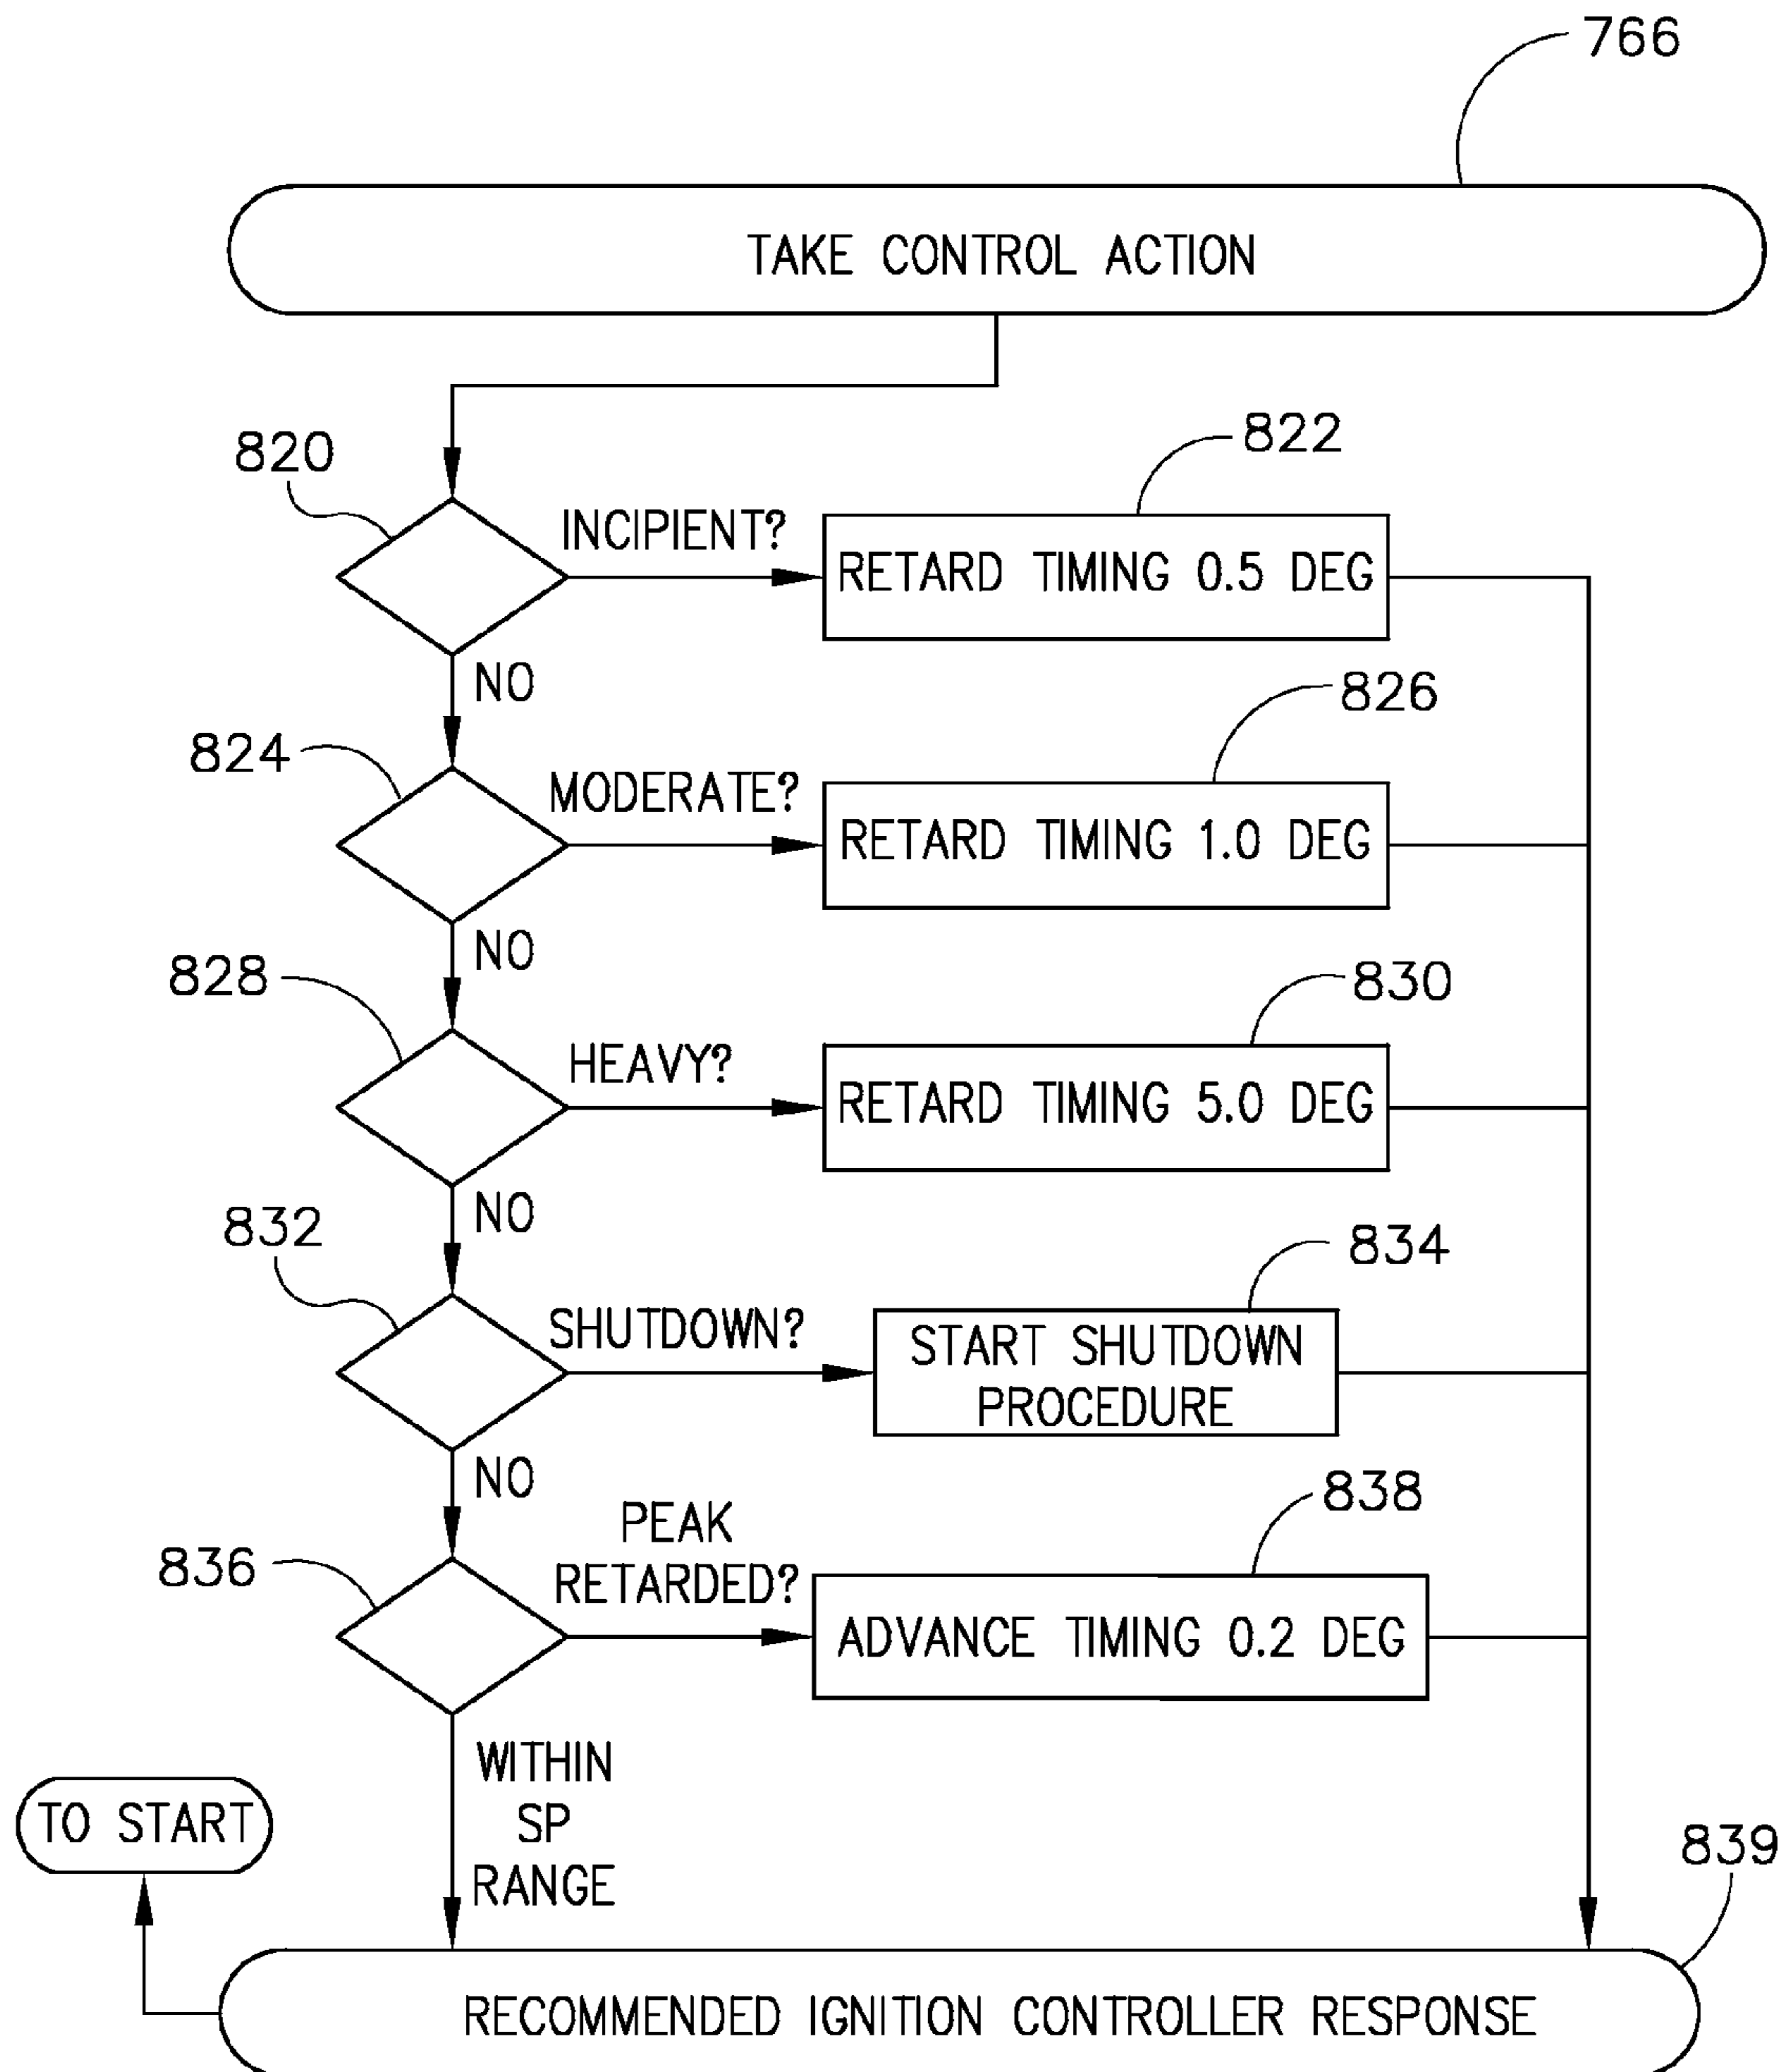 766
TAKE CONTROL ACTION
820
INCIPIENT?
822
RETARD TIMING 0.5 DEG
NO
824
MODERATE?
826
RETARD TIMING 1.0 DEG
NO
828
HEAVY?
830
RETARD TIMING 5.0 DEG
NO
832
SHUTDOWN?
834
START SHUTDOWN
PROCEDURE
NO
836
PEAK
RETARDED?
838
ADVANCE TIMING 0.2 DEG
WITHIN
SP
RANGE
TO START
839
RECOMMENDED IGNITION CONTROLLER RESPONSE